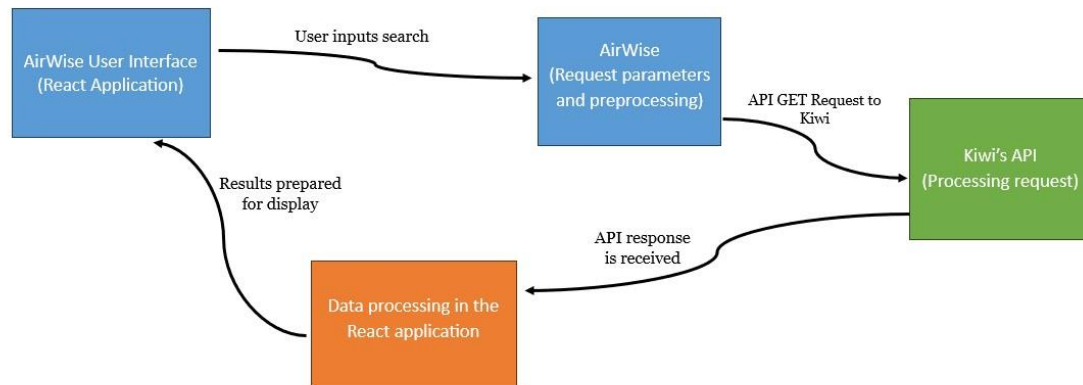 AirWise User Interface
(React Application)
User inputs search
AirWise
(Request parameters
and preprocessing)
API GET Request to
Kiwi
Kiwi’s API
(Processing request)
API response
is received
Data processing in the
React application
Results prepared
for display